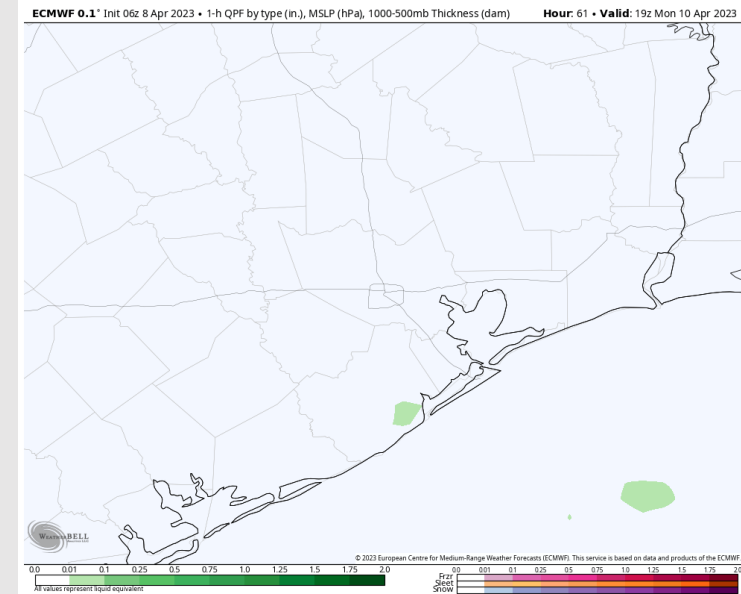 ECMWF 0.1° Init 06z 8 Apr 2023 • 1-h QPF by type (in.), MSLP (hPa), 1000-500mb Thickness (dam)
Hour: 61 • Valid: 19z Mon 10 Apr 2023
WEATHERBELL
© 2023 European Centre for Medium-Range Weather Forecasts (ECMWF). This service is based on data and products of the ECMWF.
0.0 0.01 0.1 0.25 0.5 0.75 1.0 1.25 1.5 1.75 2.0
All values represent liquid equivalent
0.0 0.01 0.1 0.25 0.5 0.75 1.0 1.25 1.5 1.75 2.0
Frzr
Sleet
Snow